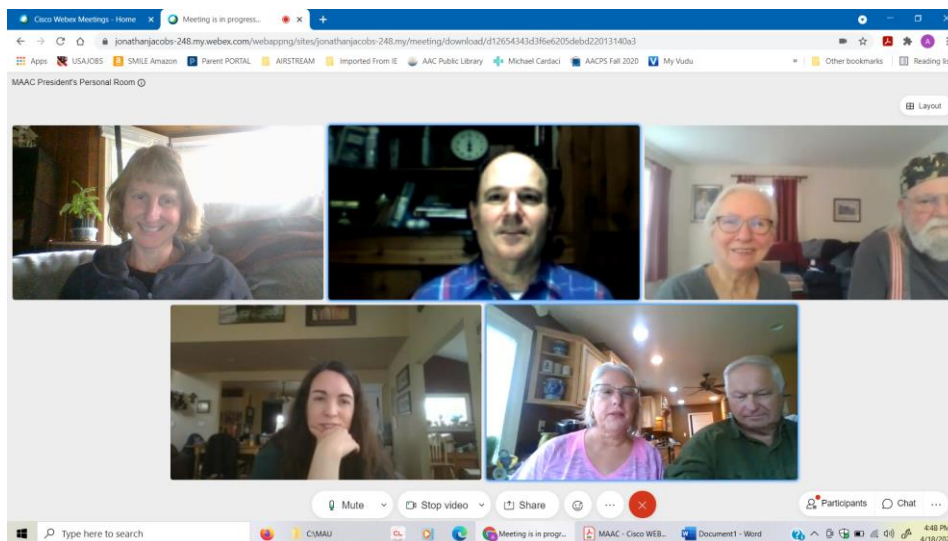 Cisco Webex Meetings - Home
Meeting is in progress...
jonathanjacobs-248.my.webex.com/webappng/sites/jonathanjacobs-248.my/meeting/download/d12654343d3f6e6205debd22013140a3
Apps USAJOBS SMILE Amazon Parent PORTAL AIRSTREAM Imported From IE AAC Public Library Michael Cardaci AACPS Fall 2020 My Vudu » Other bookmarks Reading lis
MAAC President's Personal Room
Layout
Mute Stop video Share Participants Chat
Type here to search C:\MAU CL Meeting is in progr... MAAC - Cisco WEB... Document1 - Word 4:48 PM